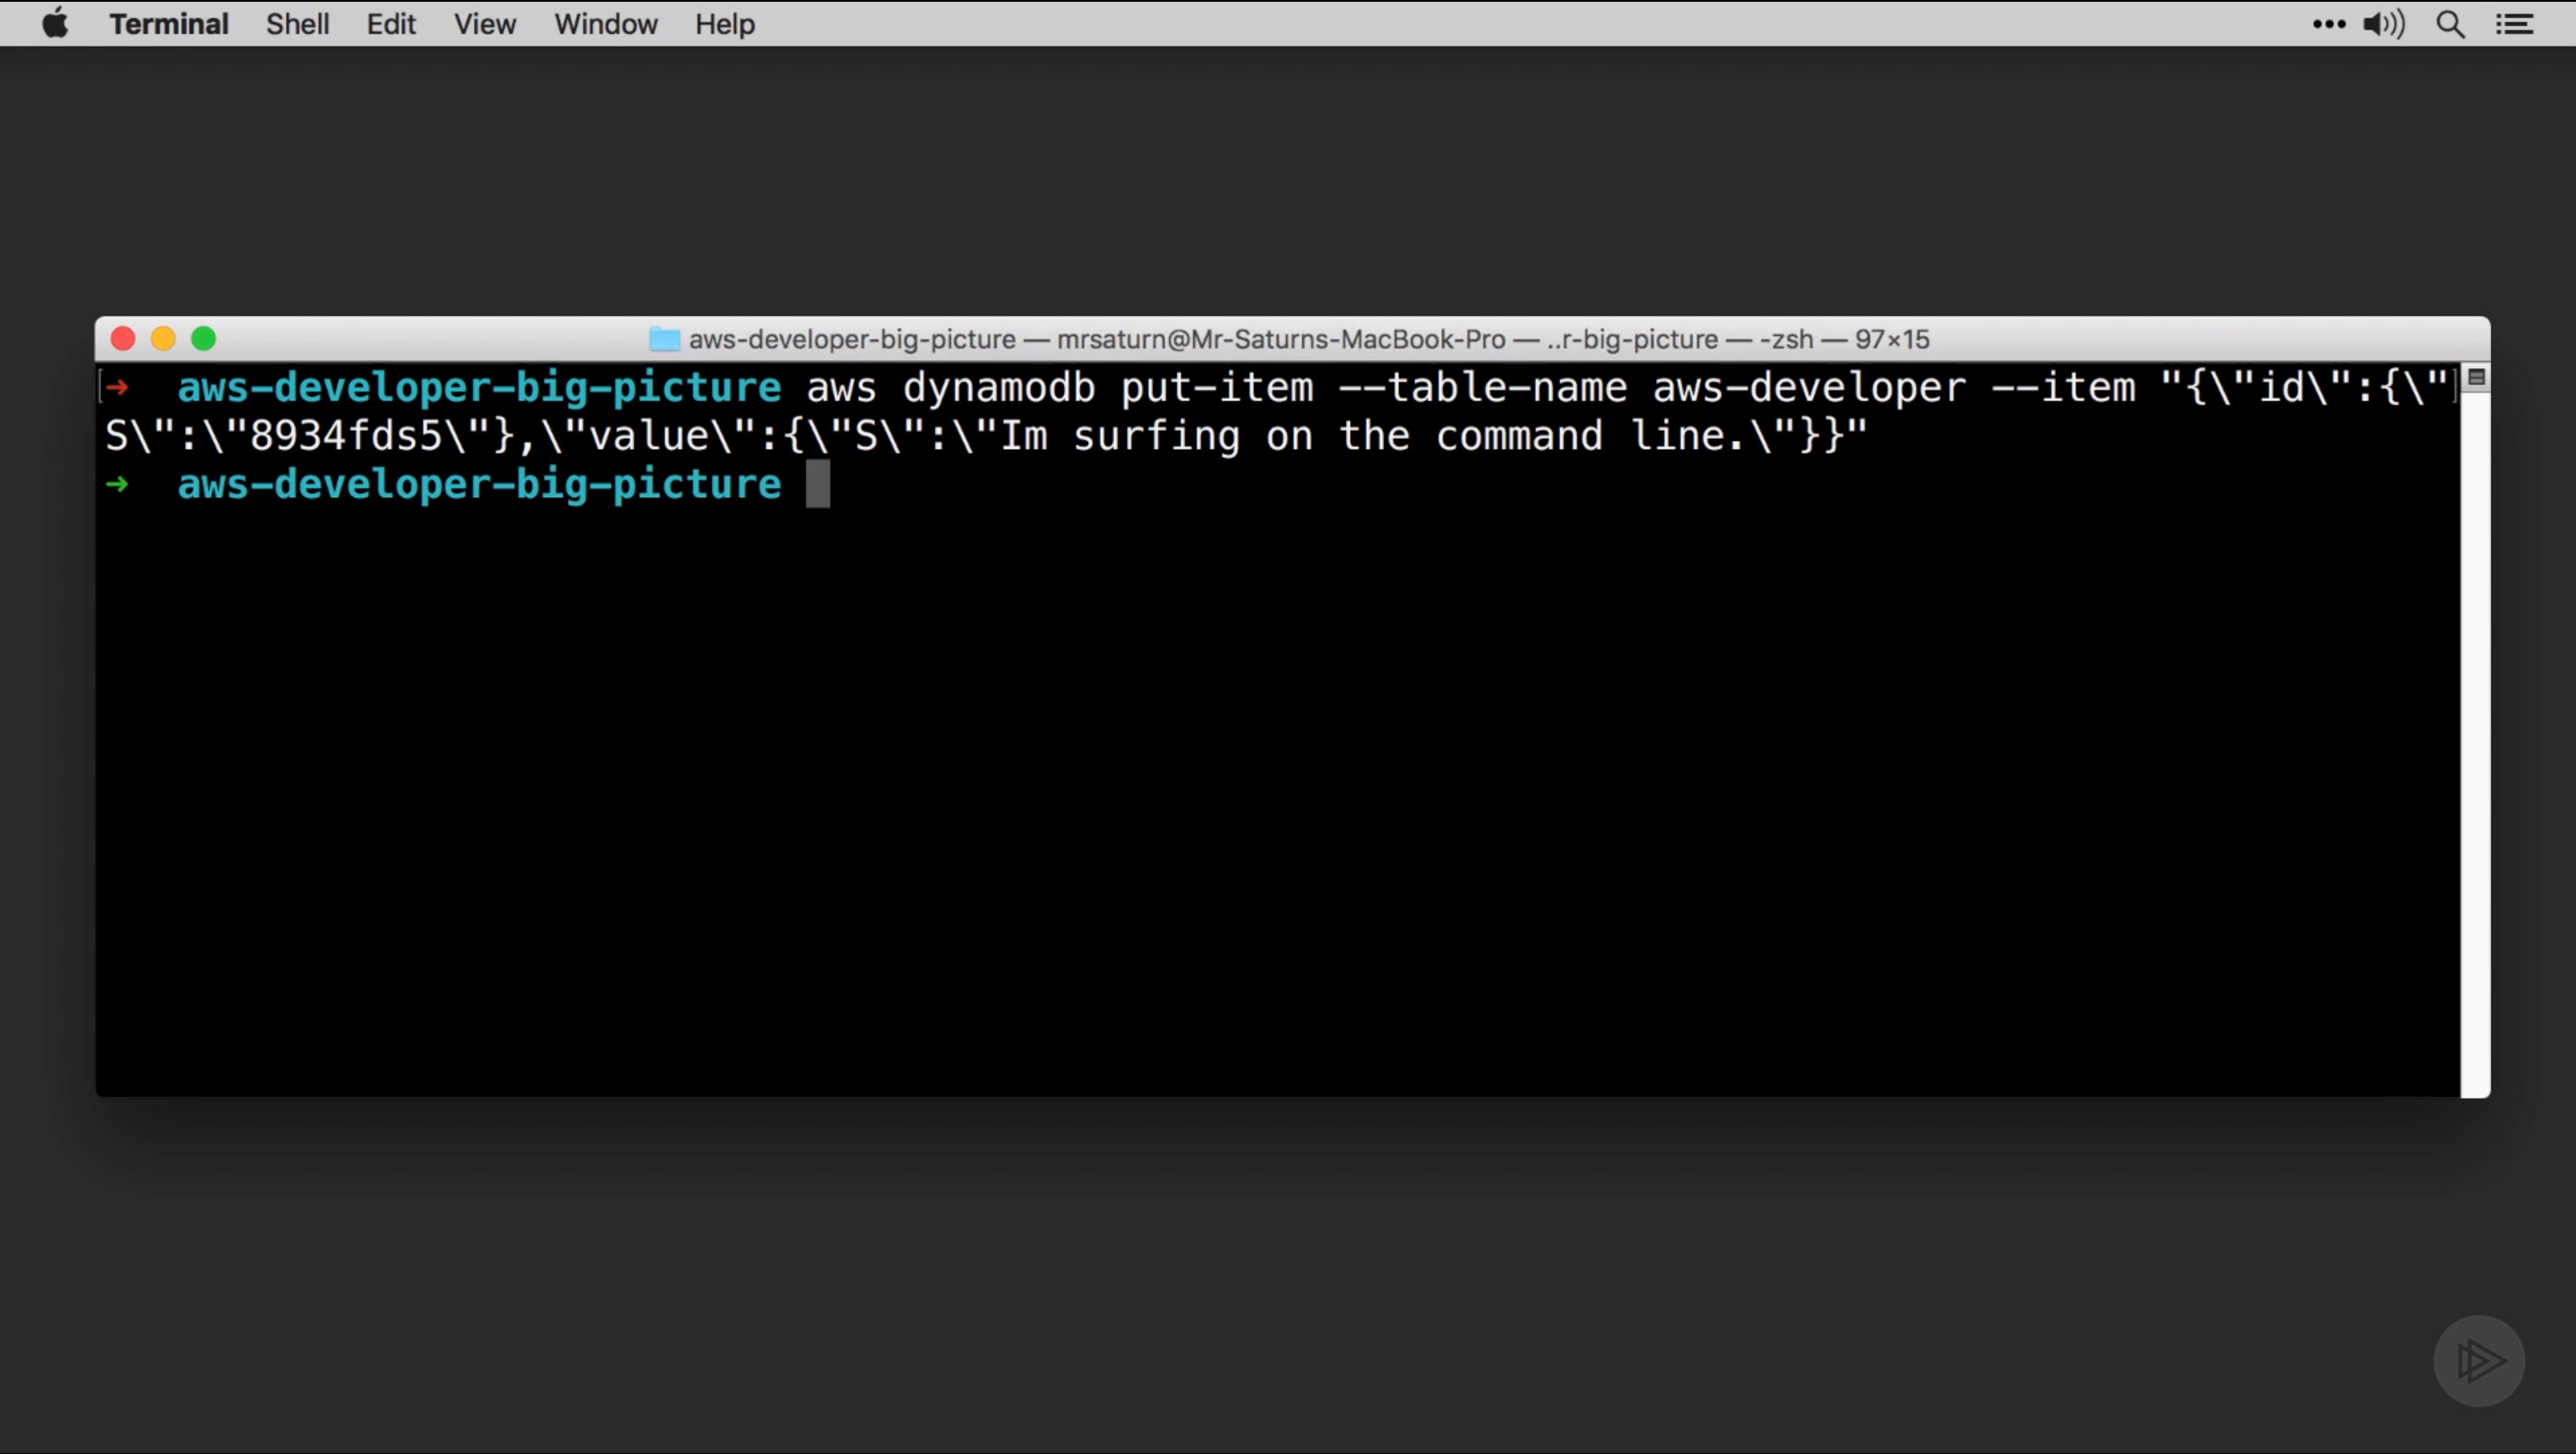 Terminal Shell Edit View Window Help
aws-developer-big-picture — mrsaturn@Mr-Saturns-MacBook-Pro — ..r-big-picture — -zsh — 97×15
➜ aws-developer-big-picture aws dynamodb put-item --table-name aws-developer --item "{\"id\":{\"
S\":\"8934fds5\"},\"value\":{\"S\":\"Im surfing on the command line.\"}}"
➜ aws-developer-big-picture